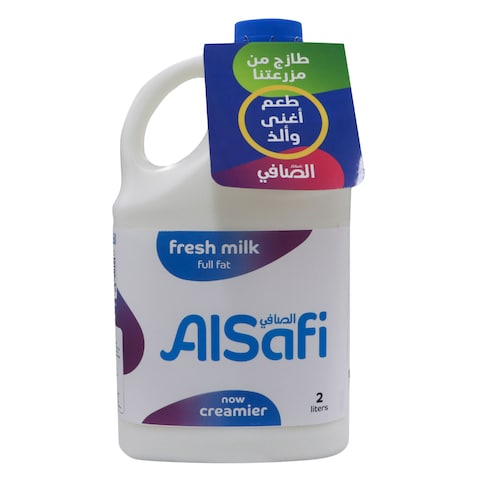 طازج من
مزرعتنا
طعم
أغنى
وألذ
الصافي
fresh milk
full fat
الصافي
AlSafi
now
creamier
2
liters